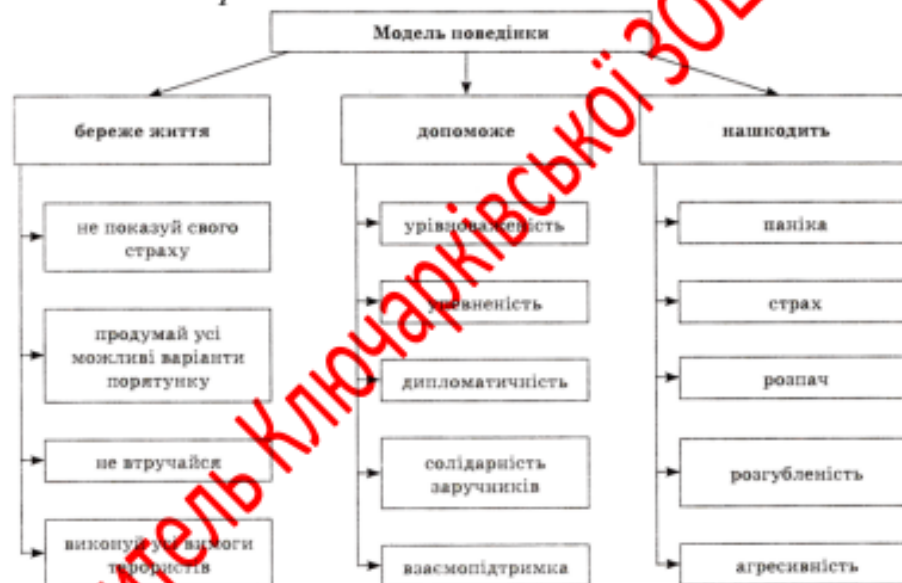 Модель поведінки
береже життя
не показуй свого
страху
продумай усі
можливі варіанти
порятунку
не втручайся
виконуй усі вимоги
терористів
допоможе
урівноваженість
упевненість
дипломатичність
солідарність
заручників
взаємопідтримка
нашкодить
паніка
страх
розпач
розгубленість
агресивність
итель Ключарківської ЗОШ